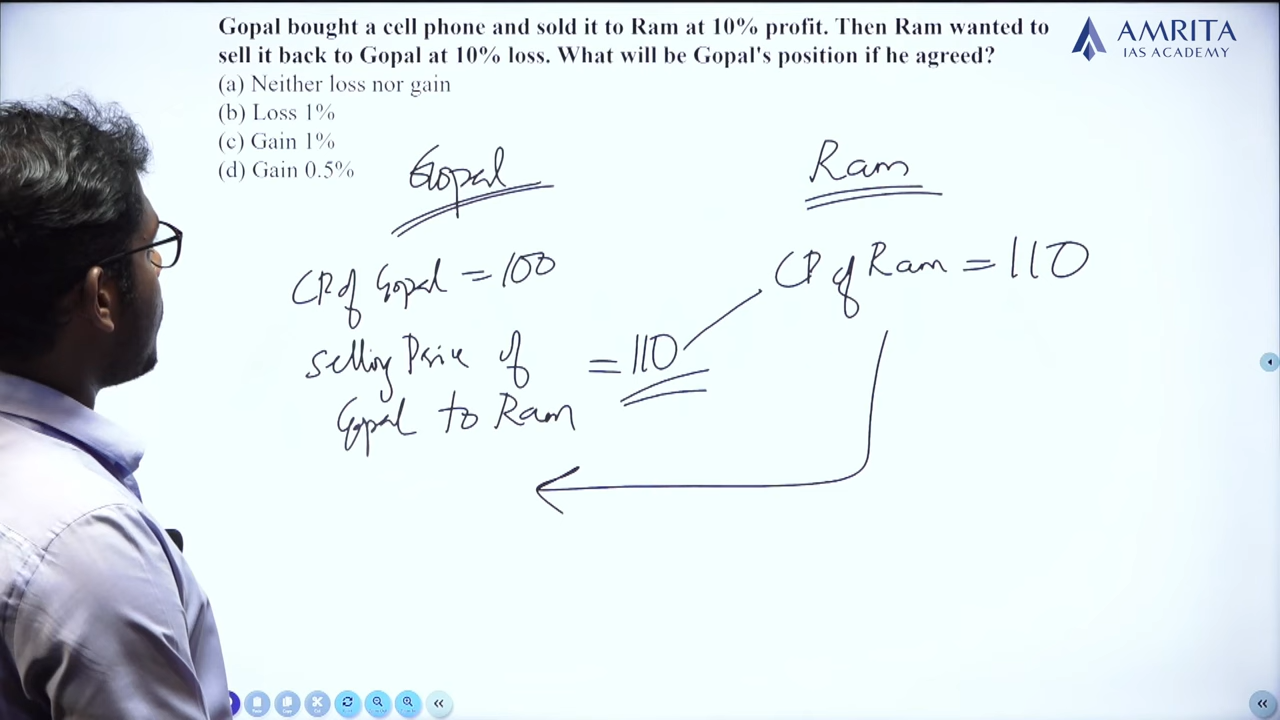 Gopal bought a cell phone and sold it to Ram at 10% profit. Then Ram wanted to
sell it back to Gopal at 10% loss. What will be Gopal's position if he agreed?
(a) Neither loss nor gain
(b) Loss 1%
(c) Gain 1%
(d) Gain 0.5%
AMRITA
IAS ACADEMY
Gopal
Ram
CP of Gopal = 100
CP of Ram = 110
Selling Price of
Gopal to Ram
= 110